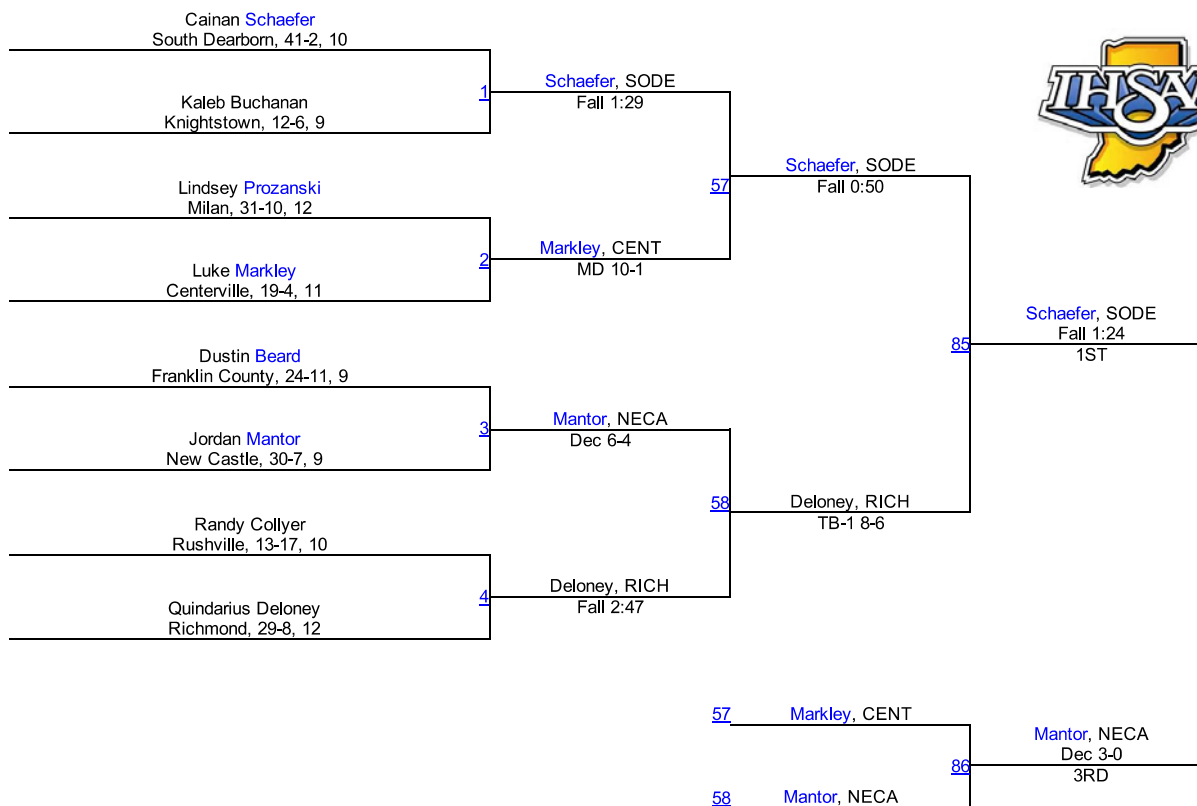 Cainan Schaefer
South Dearborn, 41-2, 10
Kaleb Buchanan
Knightstown, 12-6, 9
1
Schaefer, SODE
Fall 1:29
Lindsey Prozanski
Milan, 31-10, 12
Luke Markley
Centerville, 19-4, 11
2
Markley, CENT
MD 10-1
57
Schaefer, SODE
Fall 0:50
Dustin Beard
Franklin County, 24-11, 9
Jordan Mantor
New Castle, 30-7, 9
3
Mantor, NECA
Dec 6-4
Randy Collyer
Rushville, 13-17, 10
Quindarius Deloney
Richmond, 29-8, 12
4
Deloney, RICH
Fall 2:47
58
Deloney, RICH
TB-1 8-6
85
Schaefer, SODE
Fall 1:24
1ST
IHSAA
57
Markley, CENT
58
Mantor, NECA
86
Mantor, NECA
Dec 3-0
3RD